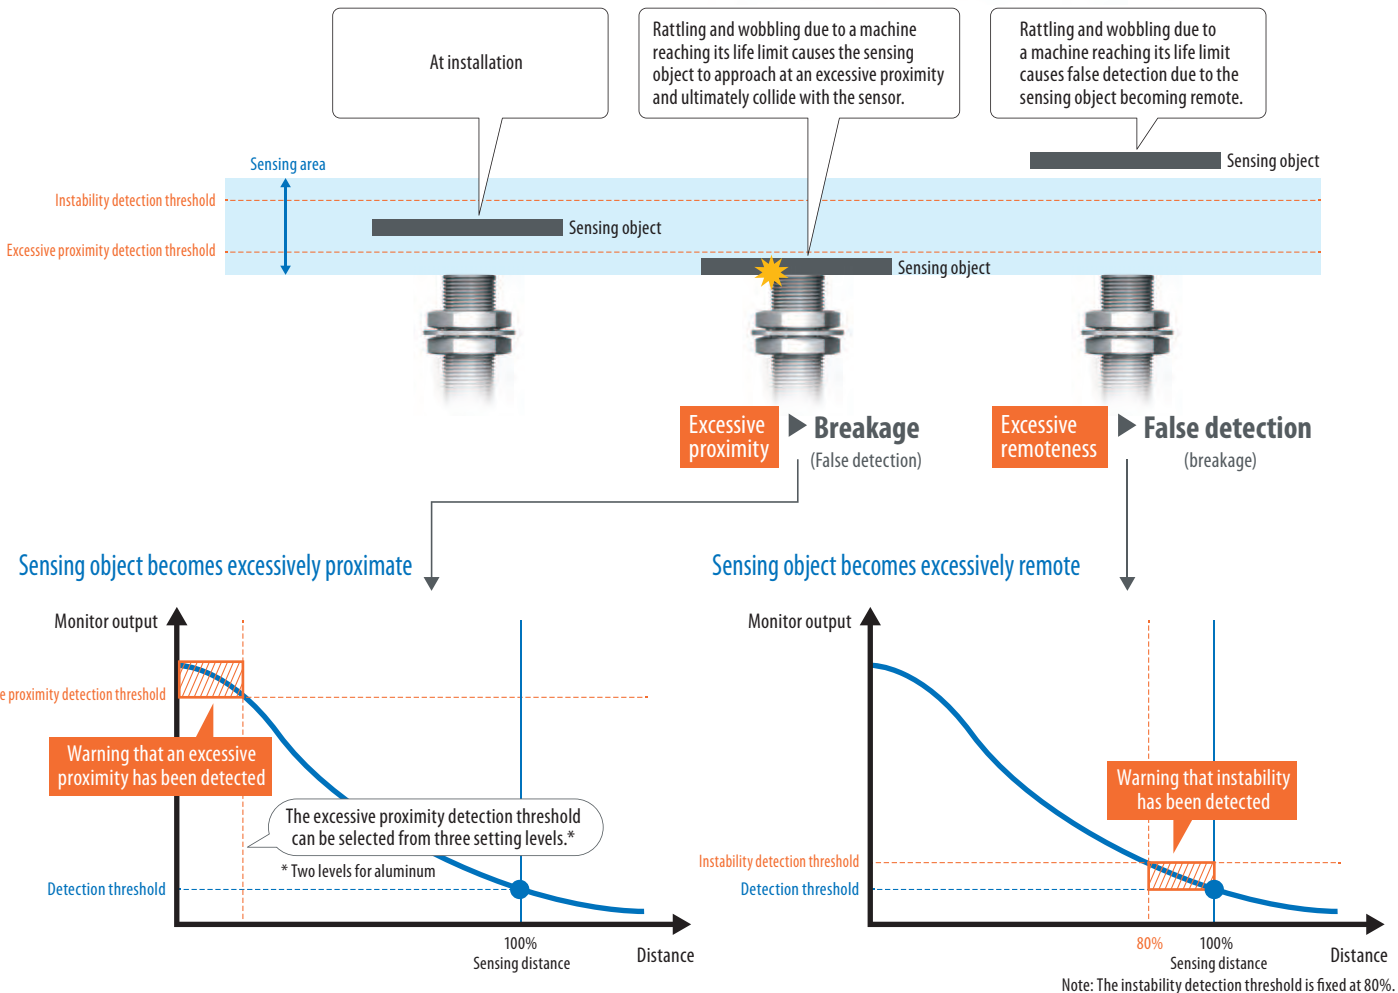 At installation
Rattling and wobbling due to a machine
reaching its life limit causes the sensing
object to approach at an excessive proximity
and ultimately collide with the sensor.
Rattling and wobbling due to
a machine reaching its life limit
causes false detection due to the
sensing object becoming remote.
Sensing area
Sensing object
Instability detection threshold
Sensing object
Excessive proximity detection threshold
Sensing object
Excessive
proximity
Breakage
(False detection)
Excessive
remoteness
False detection
(breakage)
Sensing object becomes excessively proximate
Monitor output
e proximity detection threshold
Warning that an excessive
proximity has been detected
The excessive proximity detection threshold
can be selected from three setting levels.*
* Two levels for aluminum
Detection threshold
100%
Sensing distance
Distance
Sensing object becomes excessively remote
Monitor output
Warning that instability
has been detected
Instability detection threshold
Detection threshold
80%
100%
Sensing distance
Distance
Note: The instability detection threshold is fixed at 80%.